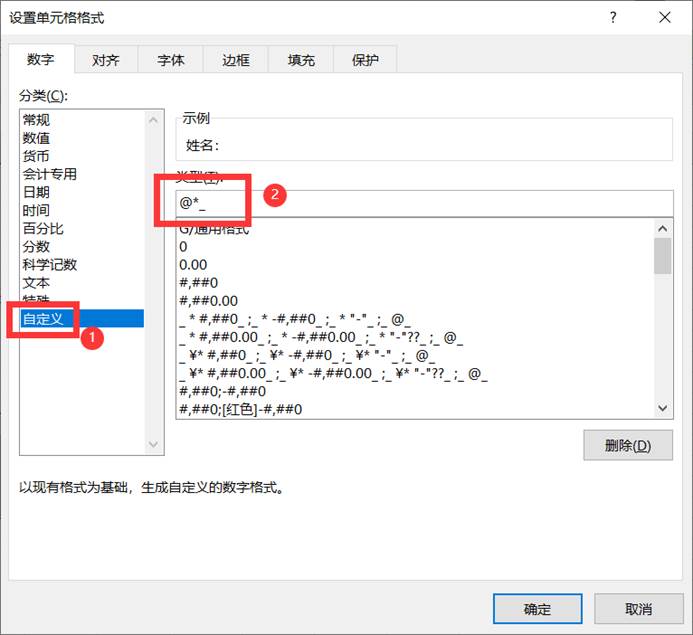 设置单元格格式
?
数字 对齐 字体 边框 填充 保护
分类(C):
常规
数值
货币
会计专用
日期
时间
百分比
分数
科学记数
文本
特殊
自定义
1
示例
姓名:
类型(T):
@*_
2
G/通用格式
0
0.00
#,##0
#,##0.00
_ * #,##0_ ;_ * -#,##0_ ;_ * "-"_ ;_ @_
_ * #,##0.00_ ;_ * -#,##0.00_ ;_ * "-"??_ ;_ @_
_ ¥* #,##0_ ;_ ¥* -#,##0_ ;_ ¥* "-"_ ;_ @_
_ ¥* #,##0.00_ ;_ ¥* -#,##0.00_ ;_ ¥* "-"??_ ;_ @_
#,##0;-#,##0
#,##0;[红色]-#,##0
删除(D)
以现有格式为基础，生成自定义的数字格式。
确定 取消